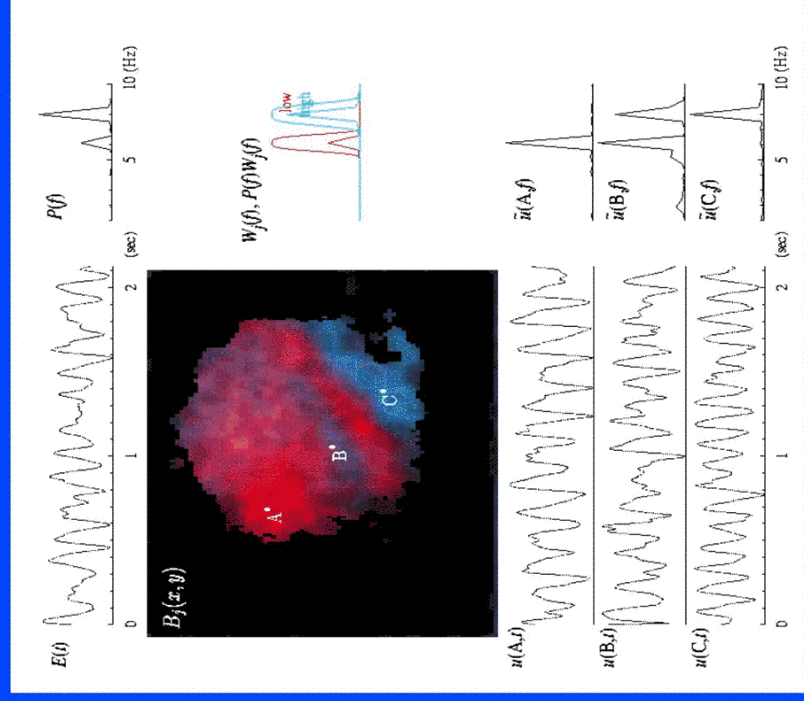 E(t)
0 1 2 (sec)
P(f)
5 10 (Hz)
B_j(x,y)
A
B
C
W_j(f), P(f)W_j(f)
low
high
u(A,t)
u(B,t)
u(C,t)
0 1 2 (sec)
ũ(A,f)
ũ(B,f)
ũ(C,f)
5 10 (Hz)